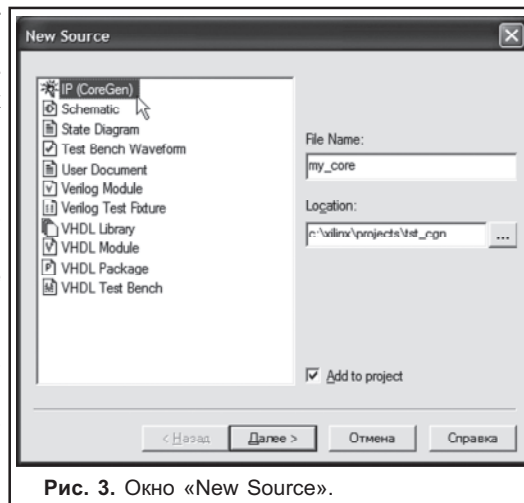 New Source
IP (CoreGen)
Schematic
State Diagram
Test Bench Waveform
User Document
Verilog Module
Verilog Test Fixture
VHDL Library
VHDL Module
VHDL Package
VHDL Test Bench
File Name:
my_core
Location:
c:\xilinx\projects\tst_cgn
...
Add to project
< Назад
Далее >
Отмена
Справка
Рис. 3. Окно «New Source».